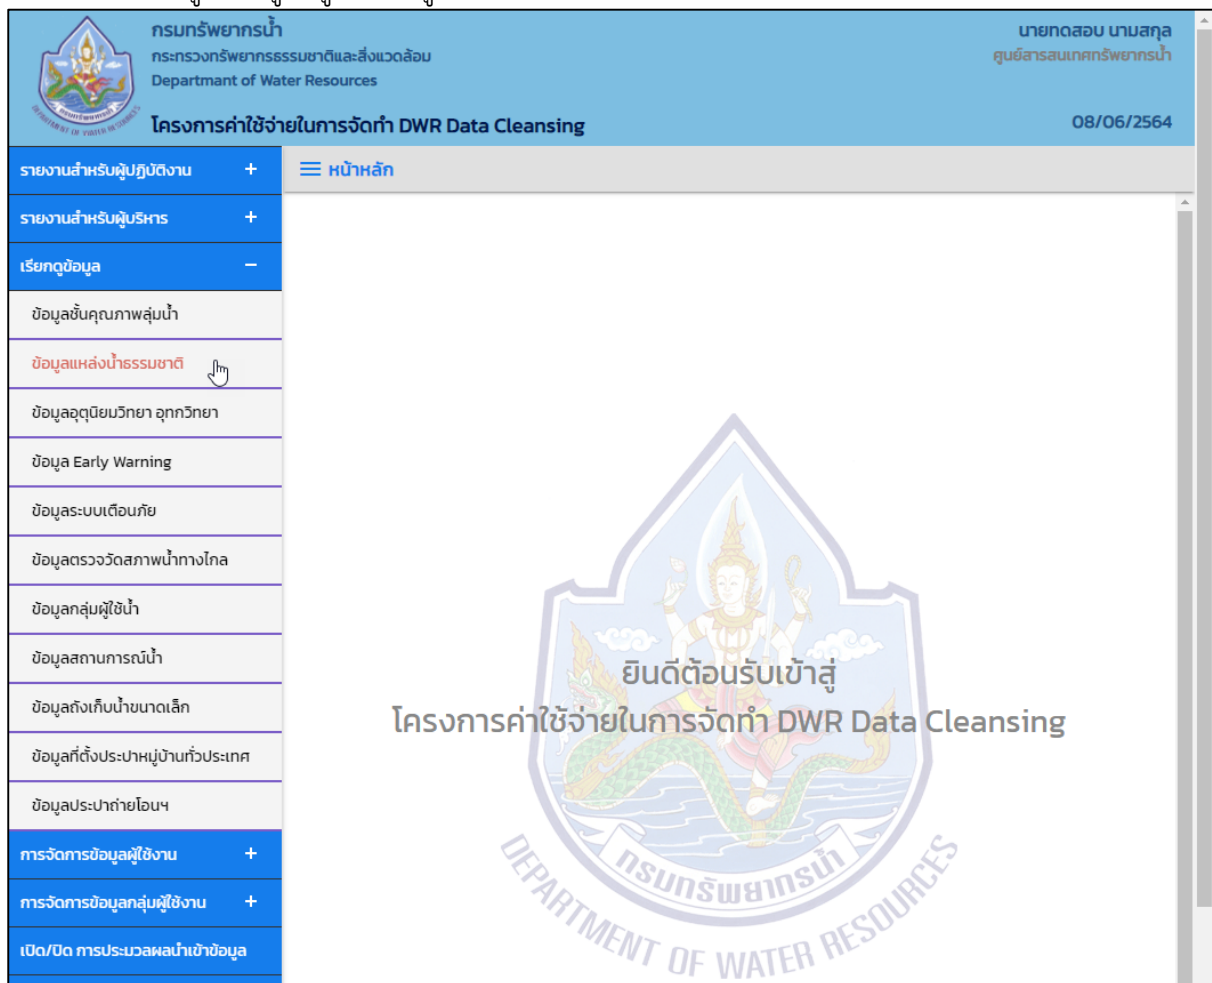 กรมทรัพยากรน้ำ
กระทรวงทรัพยากรธรรมชาติและสิ่งแวดล้อม
Departmant of Water Resources
โครงการค่าใช้จ่ายในการจัดทำ DWR Data Cleansing
นายทดสอบ นามสกุล
ศูนย์สารสนเทศทรัพยากรน้ำ
08/06/2564
รายงานสำหรับผู้ปฏิบัติงาน +
รายงานสำหรับผู้บริหาร +
เรียกดูข้อมูล −
ข้อมูลชั้นคุณภาพลุ่มน้ำ
ข้อมูลแหล่งน้ำธรรมชาติ
ข้อมูลอุตุนิยมวิทยา อุทกวิทยา
ข้อมูล Early Warning
ข้อมูลระบบเตือนภัย
ข้อมูลตรวจวัดสภาพน้ำทางไกล
ข้อมูลกลุ่มผู้ใช้น้ำ
ข้อมูลสถานการณ์น้ำ
ข้อมูลถังเก็บน้ำขนาดเล็ก
ข้อมูลที่ตั้งประปาหมู่บ้านทั่วประเทศ
ข้อมูลประปาถ่ายโอนฯ
การจัดการข้อมูลผู้ใช้งาน +
การจัดการข้อมูลกลุ่มผู้ใช้งาน +
เปิด/ปิด การประมวลผลนำเข้าข้อมูล
หน้าหลัก
ยินดีต้อนรับเข้าสู่
โครงการค่าใช้จ่ายในการจัดทำ DWR Data Cleansing
กรมทรัพยากรน้ำ
DEPARTMENT OF WATER RESOURCES